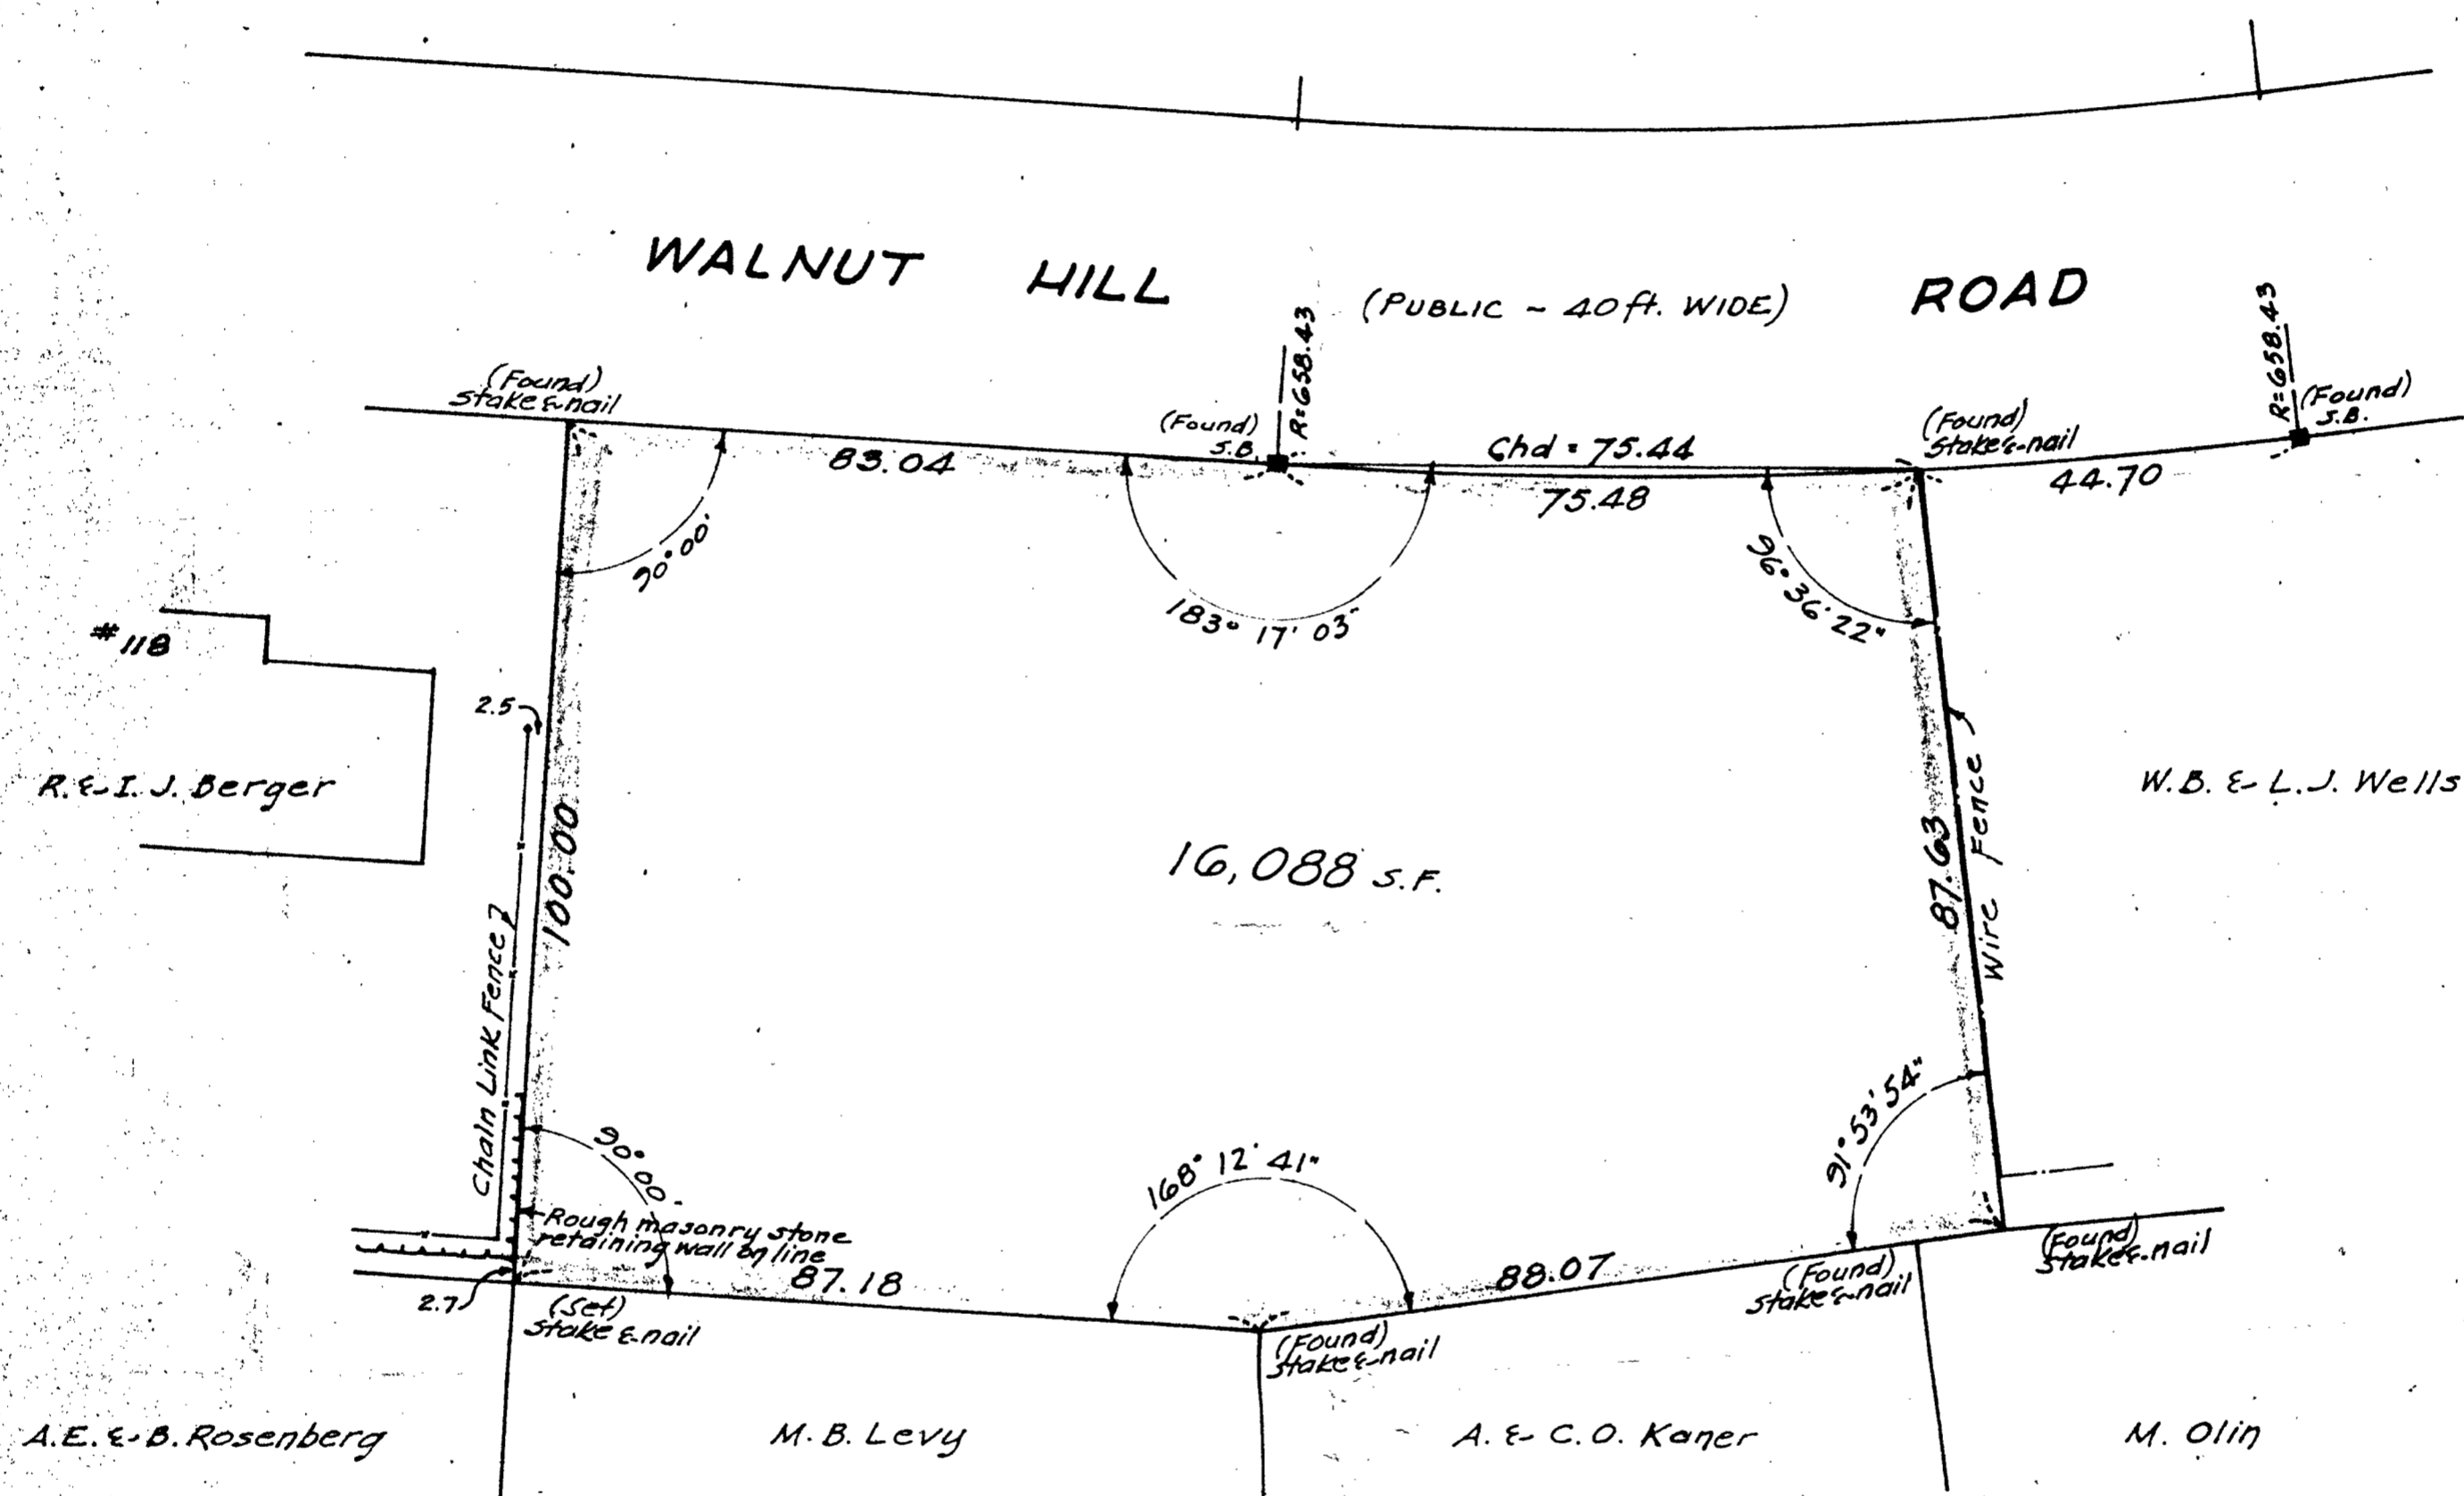 WALNUT HILL (PUBLIC - 40 ft. WIDE) ROAD
R=658.43
R=658.43
(Found)
Stake & nail
(Found)
S.B.
Chd = 75.44
(Found)
Stake & nail
(Found)
S.B.
83.04
75.48
44.70
90°00'
183° 17' 03"
96° 36' 22"
#118
2.5
R. & I. J. Berger
100.00
Chain Link Fence
16,088 S.F.
87.63
Wire Fence
W.B. & L.J. Wells
90° 00'
168° 12' 41"
91° 53' 54"
Rough masonry stone
retaining wall on line
87.18
88.07
2.7
(Set)
Stake & nail
(Found)
Stake & nail
(Found)
Stake & nail
(Found)
Stake & nail
A.E. & B. Rosenberg
M. B. Levy
A. & C.O. Kaner
M. Olin